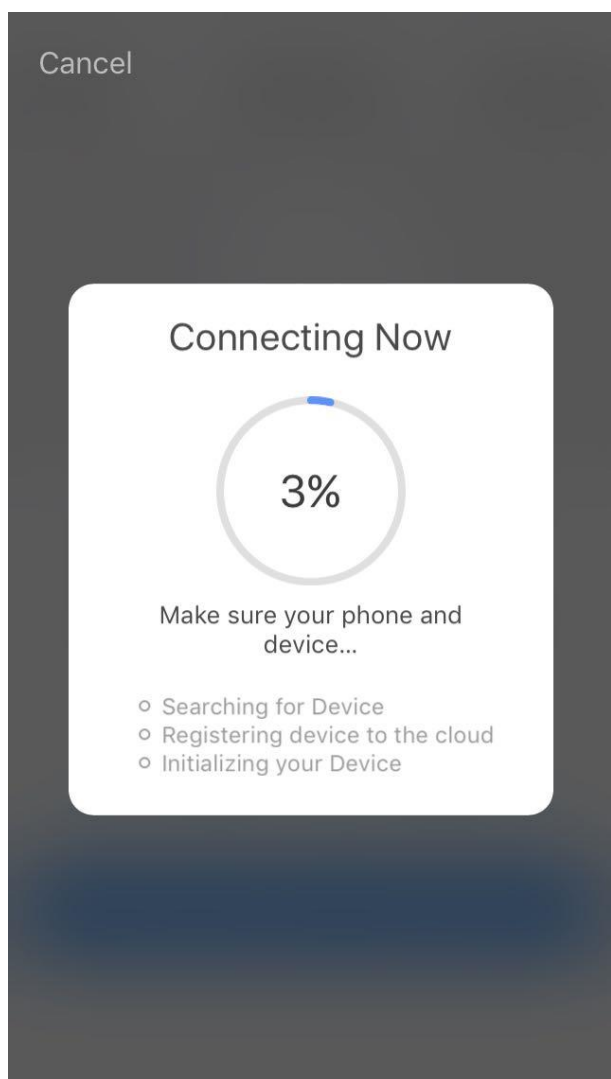 Cancel
Connecting Now
3%
Make sure your phone and
device...
Searching for Device
Registering device to the cloud
Initializing your Device